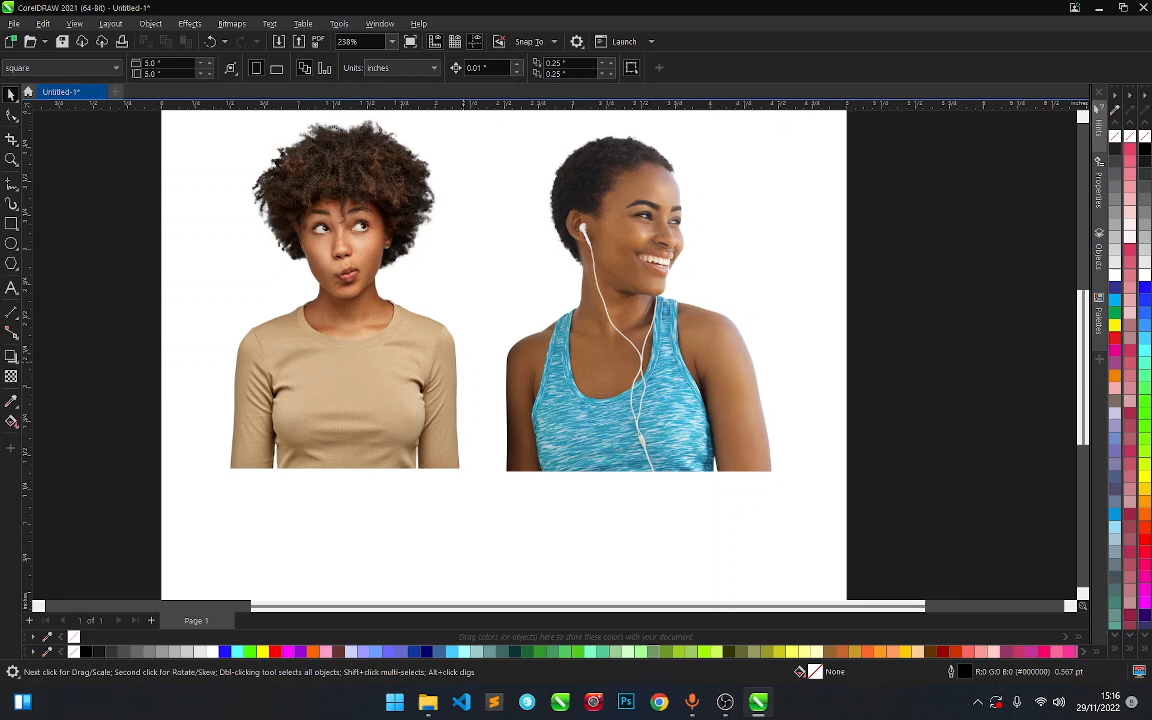 CorelDRAW 2021 (64-Bit) - Untitled-1*
File Edit View Layout Object Effects Bitmaps Text Table Tools Window Help
PDF 238% Snap To Launch
square 5.0 " 5.0 " Units: inches 0.01 " 0.25 " 0.25 "
Untitled-1*
inches
Hints
Properties
Objects
Palettes
1 of 1 Page 1
Drag colors (or objects) here to store these colors with your document
Next click for Drag/Scale; Second click for Rotate/Skew; Dbl-clicking tool selects all objects; Shift+click multi-selects; Alt+click digs None R:0 G:0 B:0 (#000000) 0.567 pt
Ps
15:16
29/11/2022